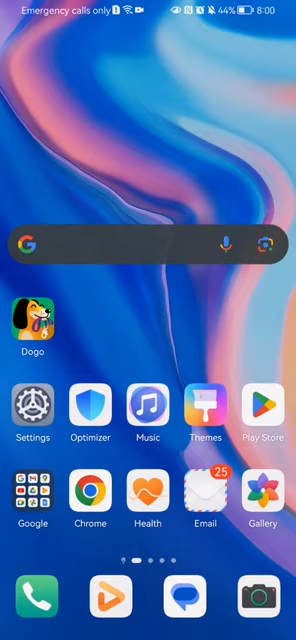 Emergency calls only 44% 8:00
Dogo
Settings Optimizer Music Themes Play Store
25
Google Chrome Health Email Gallery